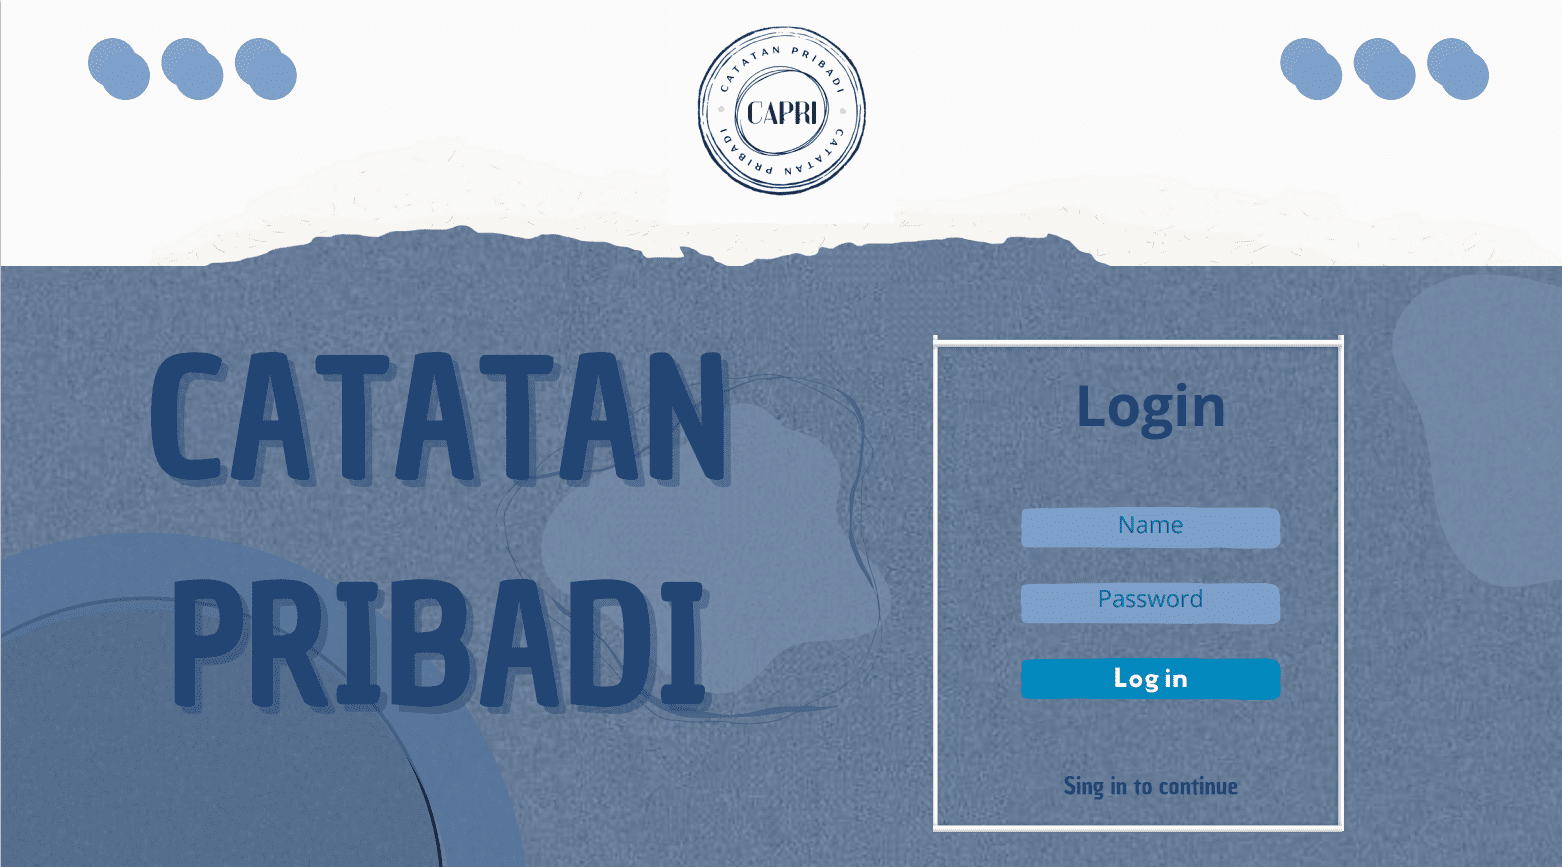 CATATAN PRIBADI
CAPRI
CATATAN PRIBADI
CATATAN
PRIBADI
Login
Name
Password
Log in
Sing in to continue